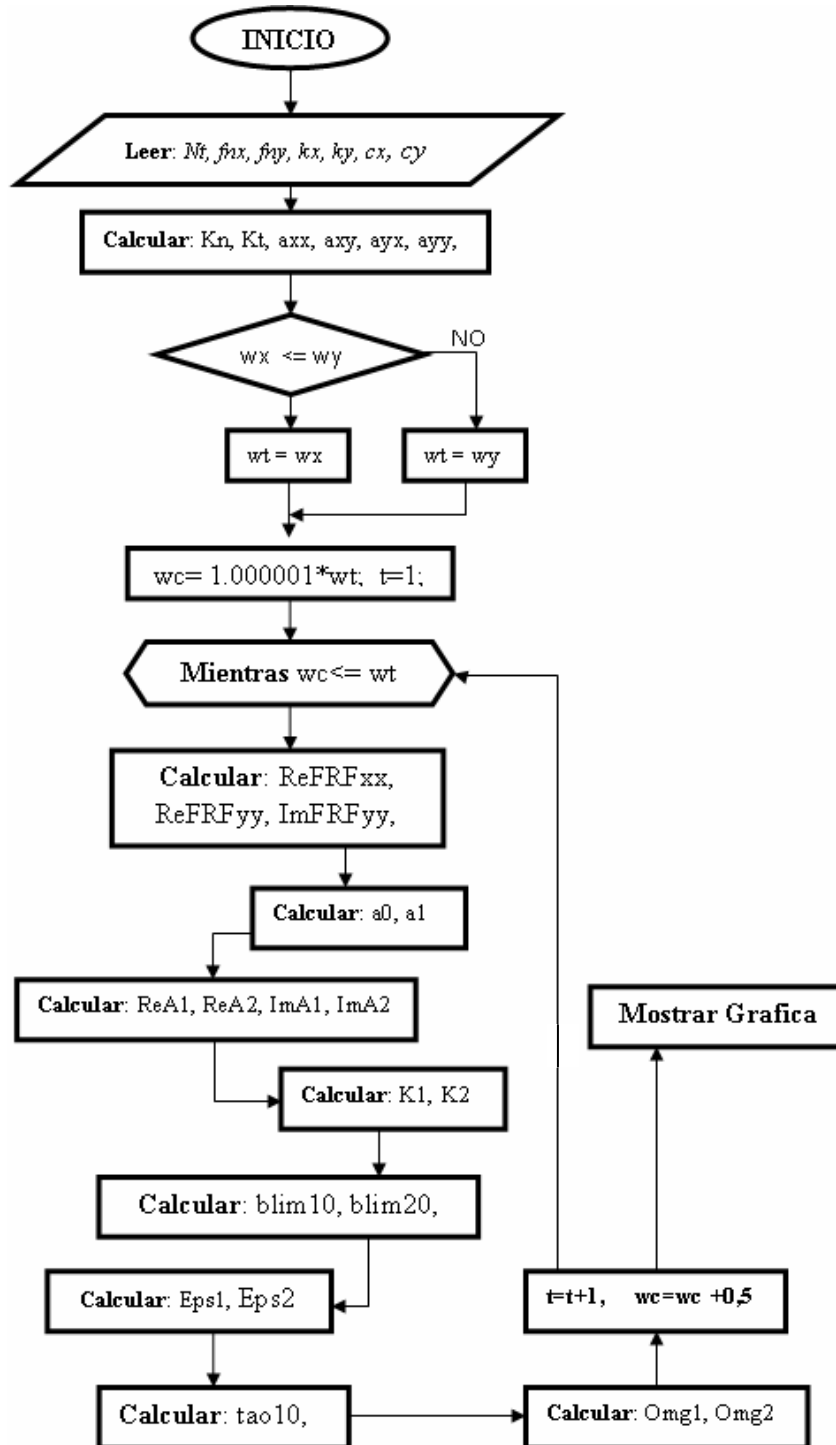 INICIO
Leer: Nt, fnx, fny, kx, ky, cx, cy
Calcular: Kn, Kt, axx, axy, ayx, ayy,
wx <= wy
NO
wt = wx
wt = wy
wc= 1.000001*wt; t=1;
Mientras wc<= wt
Calcular: ReFRFxx,
ReFRFyy, ImFRFyy,
Calcular: a0, a1
Calcular: ReA1, ReA2, ImA1, ImA2
Mostrar Grafica
Calcular: K1, K2
Calcular: blim10, blim20,
Calcular: Eps1, Eps2
t=t+1, wc=wc +0,5
Calcular: tao10,
Calcular: Omg1, Omg2